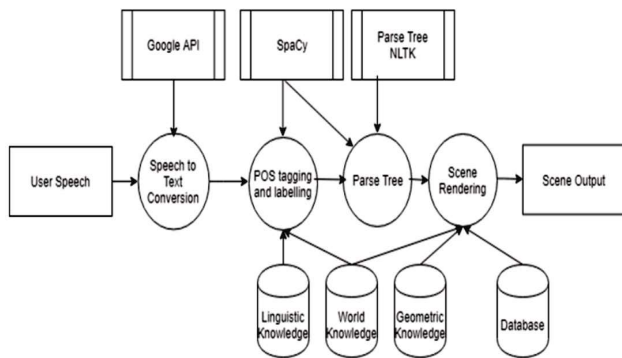 Google API
SpaCy
Parse Tree
NLTK
User Speech
Speech to
Text
Conversion
POS tagging
and labelling
Parse Tree
Scene
Rendering
Scene Output
Linguistic
Knowledge
World
Knowledge
Geometric
Knowledge
Database